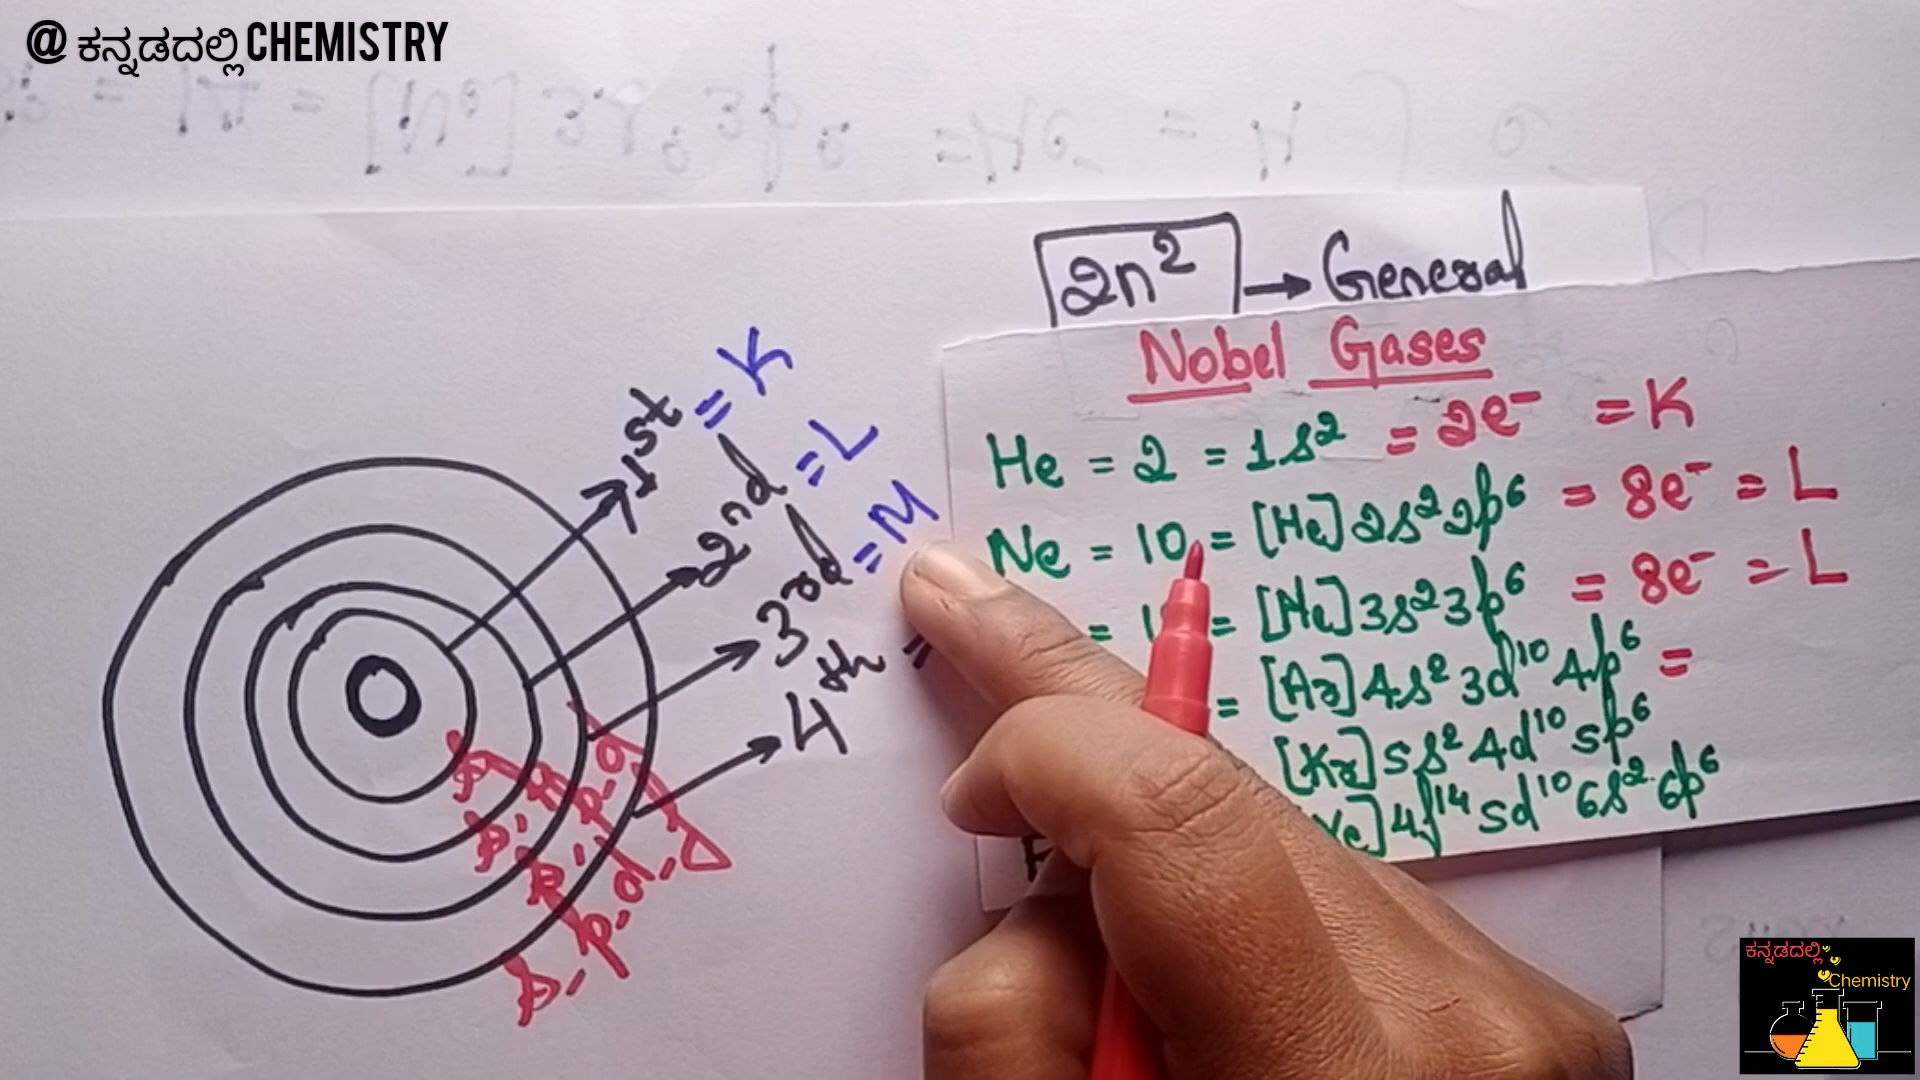 @ ಕನ್ನಡದಲ್ಲಿ CHEMISTRY
2n² → General
Nobel Gases
He = 2 = 1s² = 2e⁻ = K
Ne = 10 = [He] 2s² 2p⁶ = 8e⁻ = L
= [Ne] 3s² 3p⁶ = 8e⁻ = L
= [Ar] 4s² 3d¹⁰ 4p⁶ =
[Kr] 5s² 4d¹⁰ 5p⁶
[Xe] 4f¹⁴ 5d¹⁰ 6s² 6p⁶
1st = K
2nd = L
3rd = M
4th =
s-p-d-f
ಕನ್ನಡದಲ್ಲಿ
Chemistry